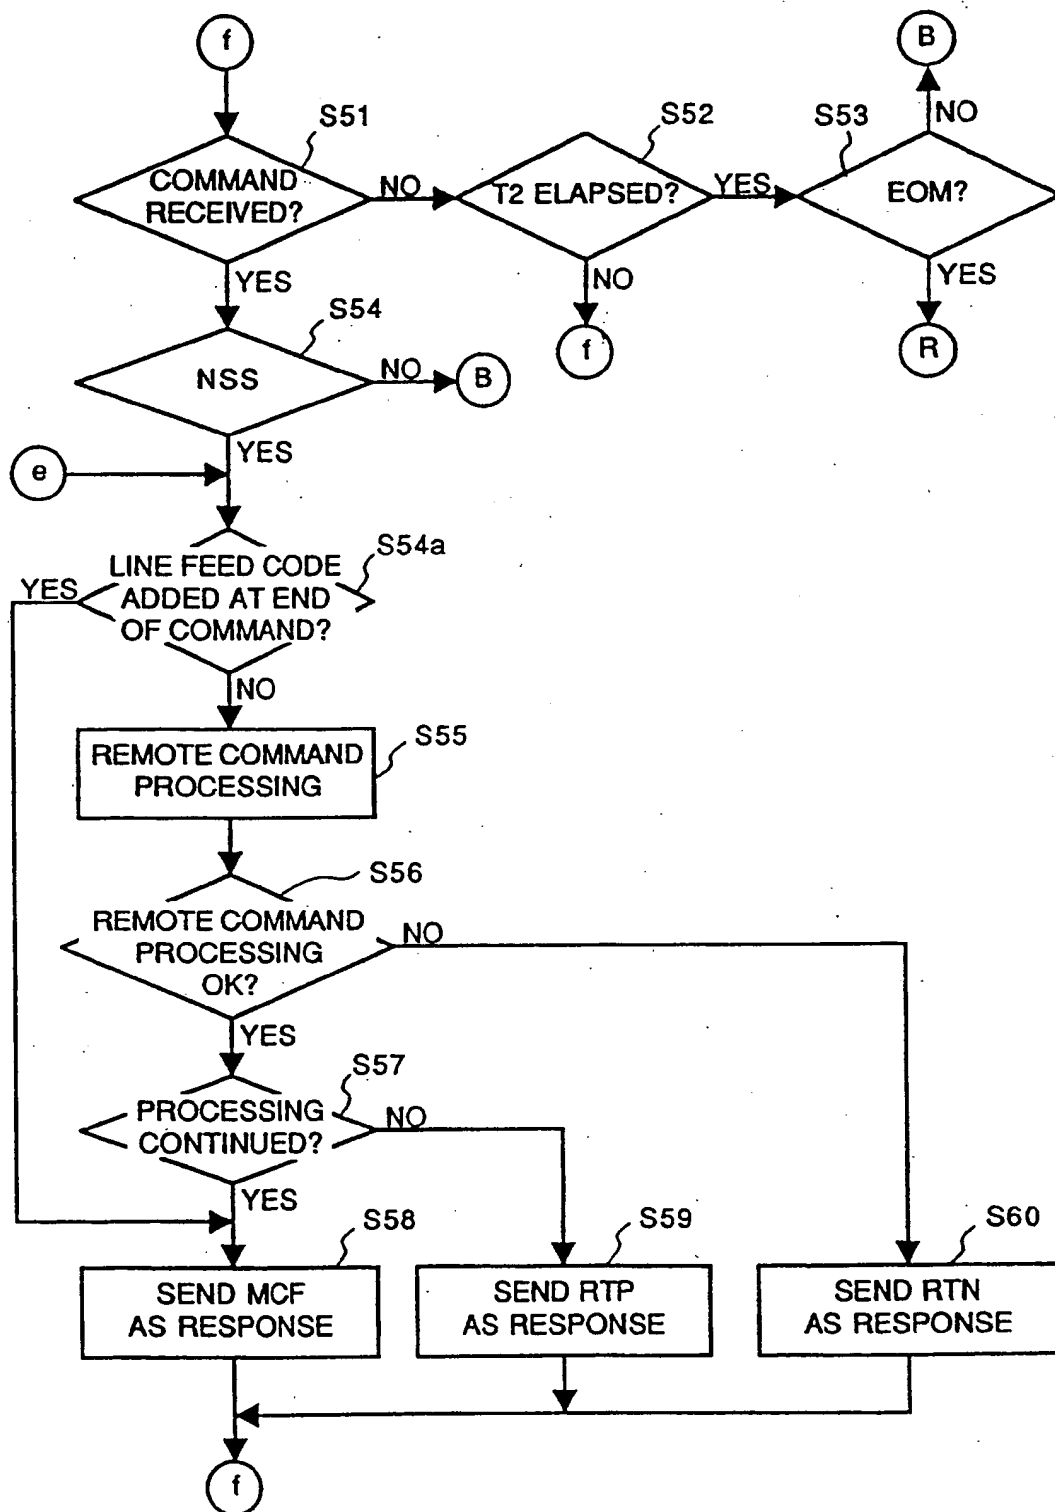 f
B
S51
S52
S53
NO
COMMAND
RECEIVED?
NO
T2 ELAPSED?
YES
EOM?
YES
NO
YES
S54
f
R
NSS
NO
B
YES
e
S54a
LINE FEED CODE
ADDED AT END
OF COMMAND?
YES
NO
S55
REMOTE COMMAND
PROCESSING
S56
REMOTE COMMAND
PROCESSING
OK?
NO
YES
S57
PROCESSING
CONTINUED?
NO
YES
S58
S59
S60
SEND MCF
AS RESPONSE
SEND RTP
AS RESPONSE
SEND RTN
AS RESPONSE
f